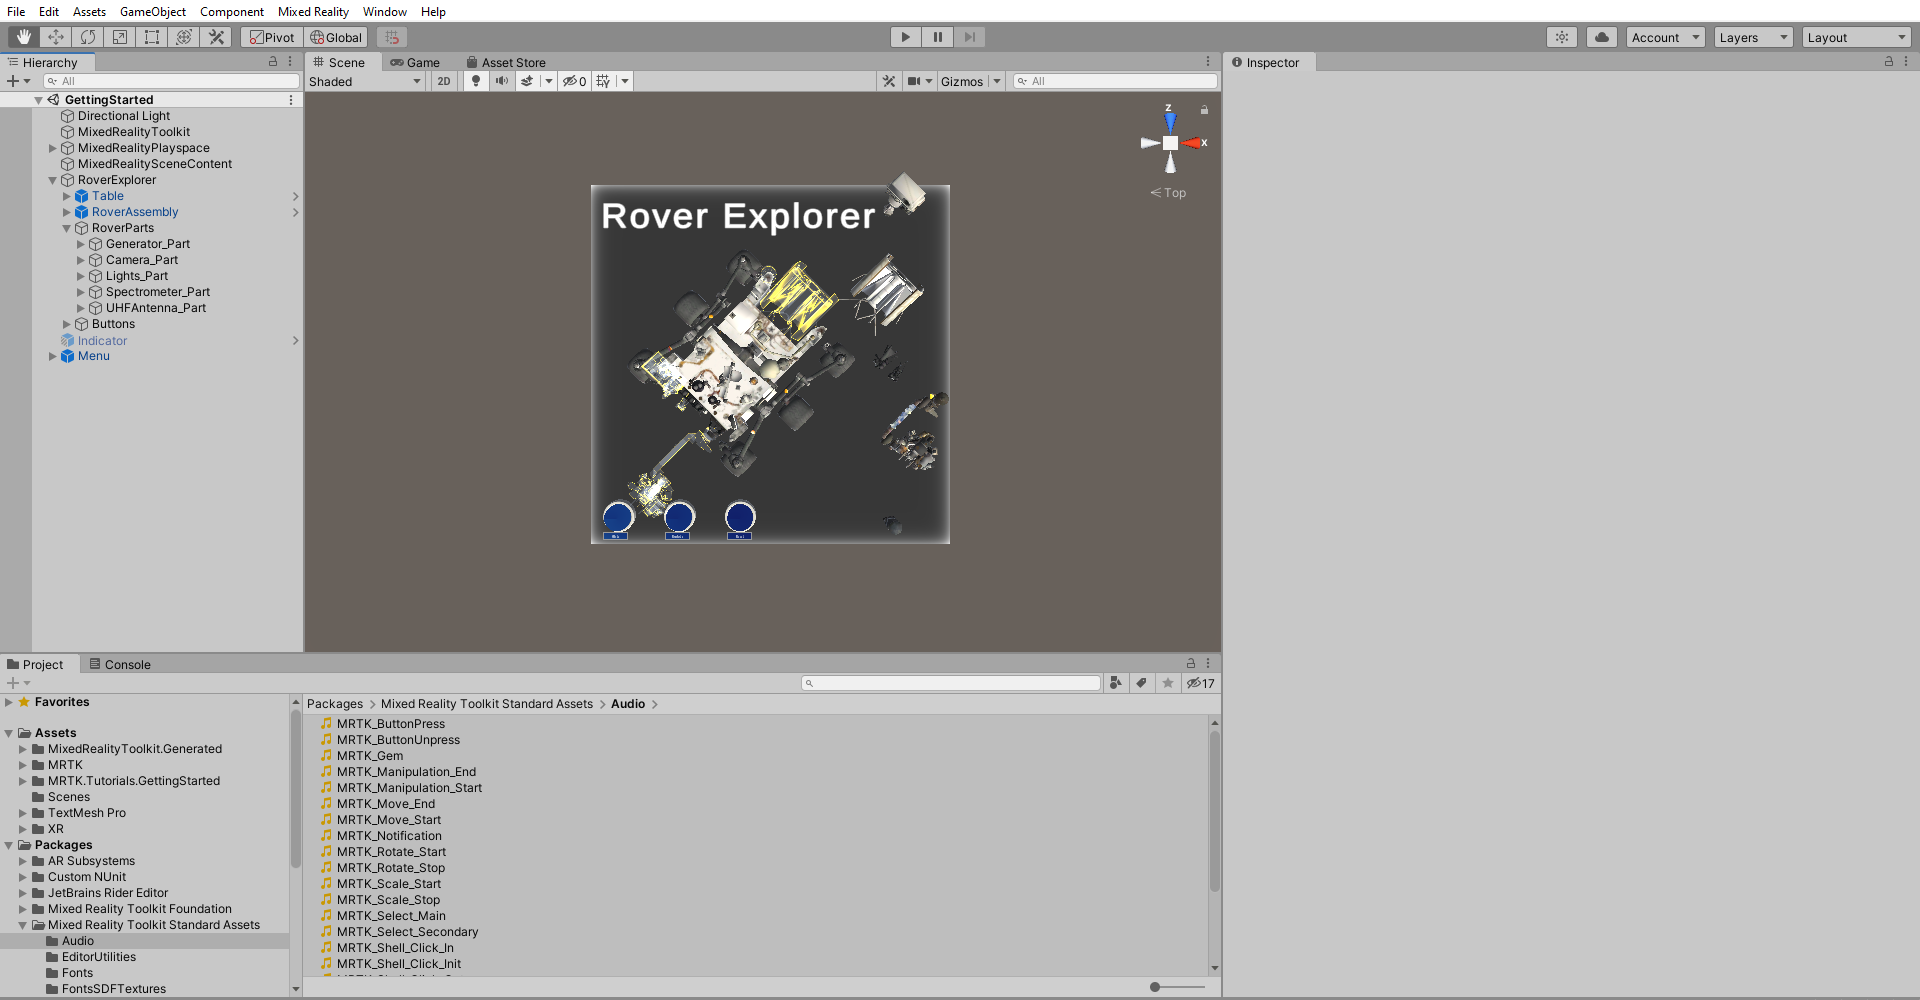 File Edit Assets GameObject Component Mixed Reality Window Help
Pivot Global Account Layers Layout
Hierarchy
All
GettingStarted
Directional Light
MixedRealityToolkit
MixedRealityPlayspace
MixedRealitySceneContent
RoverExplorer
Table
RoverAssembly
RoverParts
Generator_Part
Camera_Part
Lights_Part
Spectrometer_Part
UHFAntenna_Part
Buttons
Indicator
Menu
Scene Game Asset Store
Shaded 2D 0 Gizmos All
z
x
Top
Rover Explorer
Inspector
Project Console
17
Favorites
Assets
MixedRealityToolkit.Generated
MRTK
MRTK.Tutorials.GettingStarted
Scenes
TextMesh Pro
XR
Packages
AR Subsystems
Custom NUnit
JetBrains Rider Editor
Mixed Reality Toolkit Foundation
Mixed Reality Toolkit Standard Assets
Audio
EditorUtilities
Fonts
FontsSDFTextures
Packages > Mixed Reality Toolkit Standard Assets > Audio >
MRTK_ButtonPress
MRTK_ButtonUnpress
MRTK_Gem
MRTK_Manipulation_End
MRTK_Manipulation_Start
MRTK_Move_End
MRTK_Move_Start
MRTK_Notification
MRTK_Rotate_Start
MRTK_Rotate_Stop
MRTK_Scale_Start
MRTK_Scale_Stop
MRTK_Select_Main
MRTK_Select_Secondary
MRTK_Shell_Click_In
MRTK_Shell_Click_Init